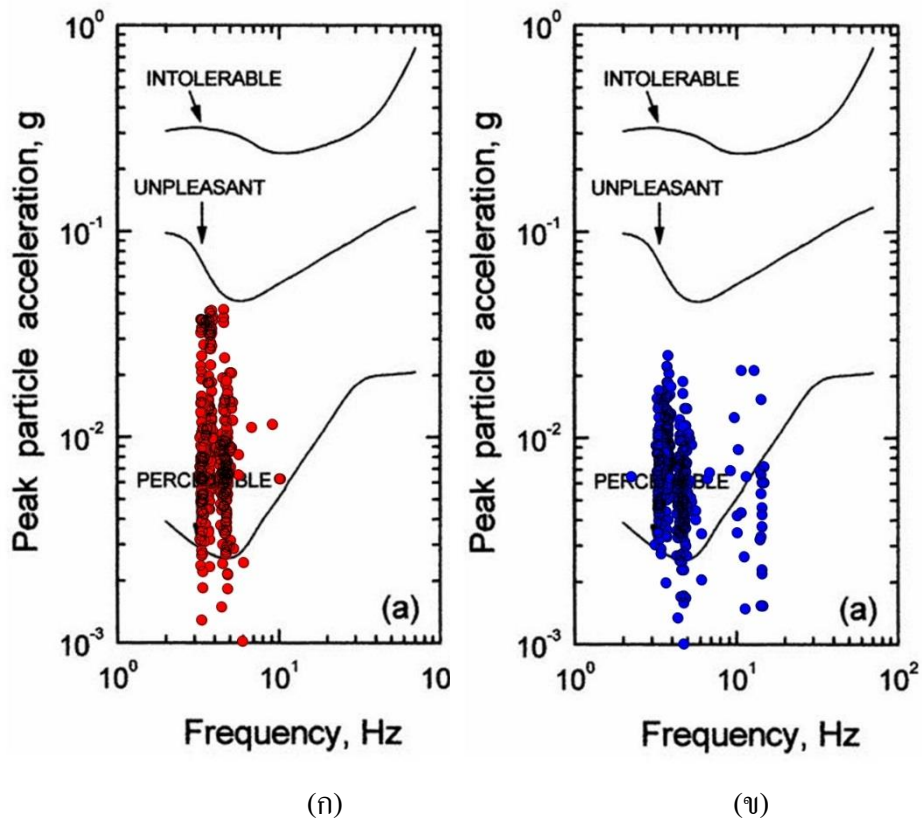 10⁰
10⁻¹
10⁻²
10⁻³
Peak particle acceleration, g
INTOLERABLE
UNPLEASANT
PERCEPTIBLE
(a)
10⁰
10¹
10
Frequency, Hz
(ก)
10⁰
10⁻¹
10⁻²
10⁻³
Peak particle acceleration, g
INTOLERABLE
UNPLEASANT
PERCEPTIBLE
(a)
10⁰
10¹
10²
Frequency, Hz
(ข)